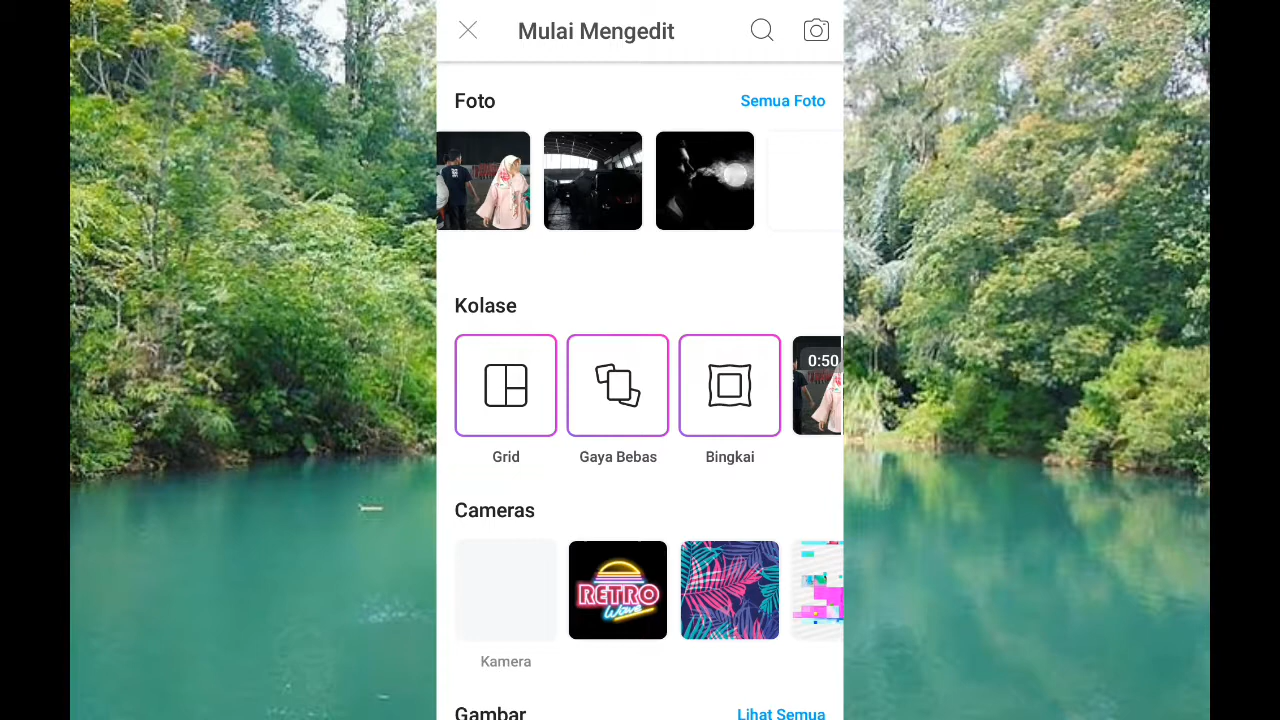 Mulai Mengedit
Foto
Semua Foto
Kolase
0:50
Grid
Gaya Bebas
Bingkai
Cameras
RETRO
Wave
Kamera
Gambar
Lihat Semua